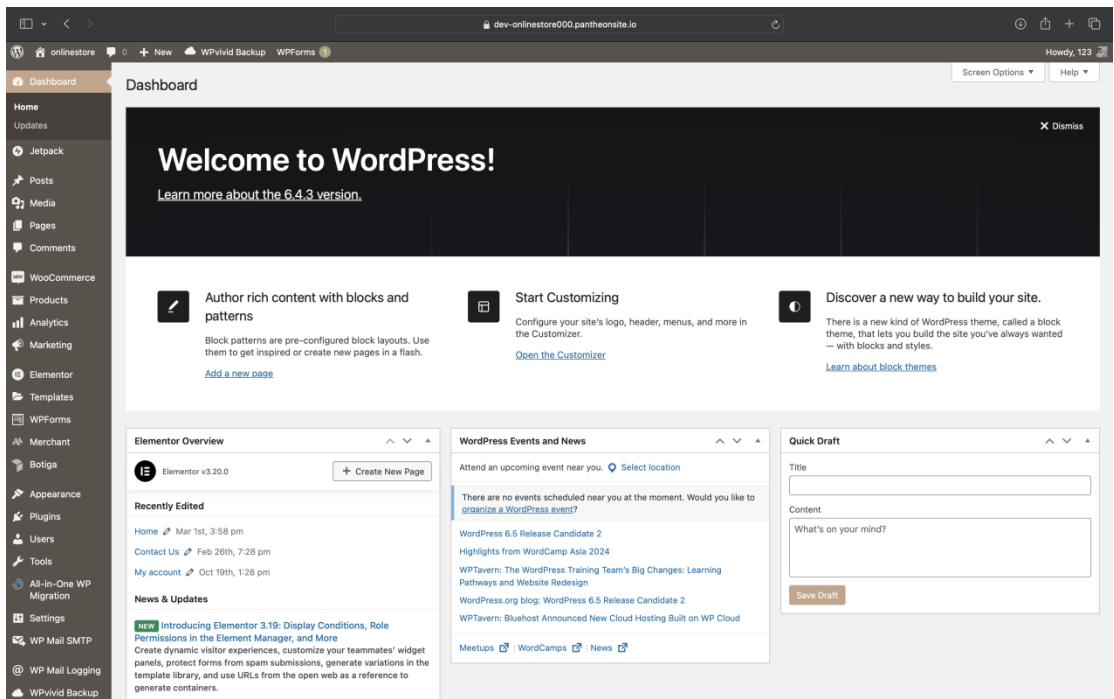 dev-onlinestore000.pantheonsite.io
onlinestore 0 + New WPvivid Backup WPForms 1
Howdy, 123
Dashboard
Home
Updates
Jetpack
Posts
Media
Pages
Comments
WooCommerce
Products
Analytics
Marketing
Elementor
Templates
WPForms
Merchant
Botiga
Appearance
Plugins
Users
Tools
All-in-One WP
Migration
Settings
WP Mail SMTP
WP Mail Logging
WPvivid Backup
Dashboard
Screen Options ▼
Help ▼
Dismiss
Welcome to WordPress!
Learn more about the 6.4.3 version.
Author rich content with blocks and
patterns
Block patterns are pre-configured block layouts. Use
them to get inspired or create new pages in a flash.
Add a new page
Start Customizing
Configure your site's logo, header, menus, and more in
the Customizer.
Open the Customizer
Discover a new way to build your site.
There is a new kind of WordPress theme, called a block
theme, that lets you build the site you've always wanted
— with blocks and styles.
Learn about block themes
Elementor Overview
Elementor v3.20.0
+ Create New Page
Recently Edited
Home Mar 1st, 3:58 pm
Contact Us Feb 26th, 7:28 pm
My account Oct 19th, 1:28 pm
News & Updates
NEW Introducing Elementor 3.19: Display Conditions, Role
Permissions in the Element Manager, and More
Create dynamic visitor experiences, customize your teammates' widget
panels, protect forms from spam submissions, generate variations in the
template library, and use URLs from the open web as a reference to
generate containers.
WordPress Events and News
Attend an upcoming event near you. Select location
There are no events scheduled near you at the moment. Would you like to
organize a WordPress event?
WordPress 6.5 Release Candidate 2
Highlights from WordCamp Asia 2024
WPTavern: The WordPress Training Team's Big Changes: Learning
Pathways and Website Redesign
WordPress.org blog: WordPress 6.5 Release Candidate 2
WPTavern: Bluehost Announced New Cloud Hosting Built on WP Cloud
Meetups | WordCamps | News
Quick Draft
Title
Content
What's on your mind?
Save Draft